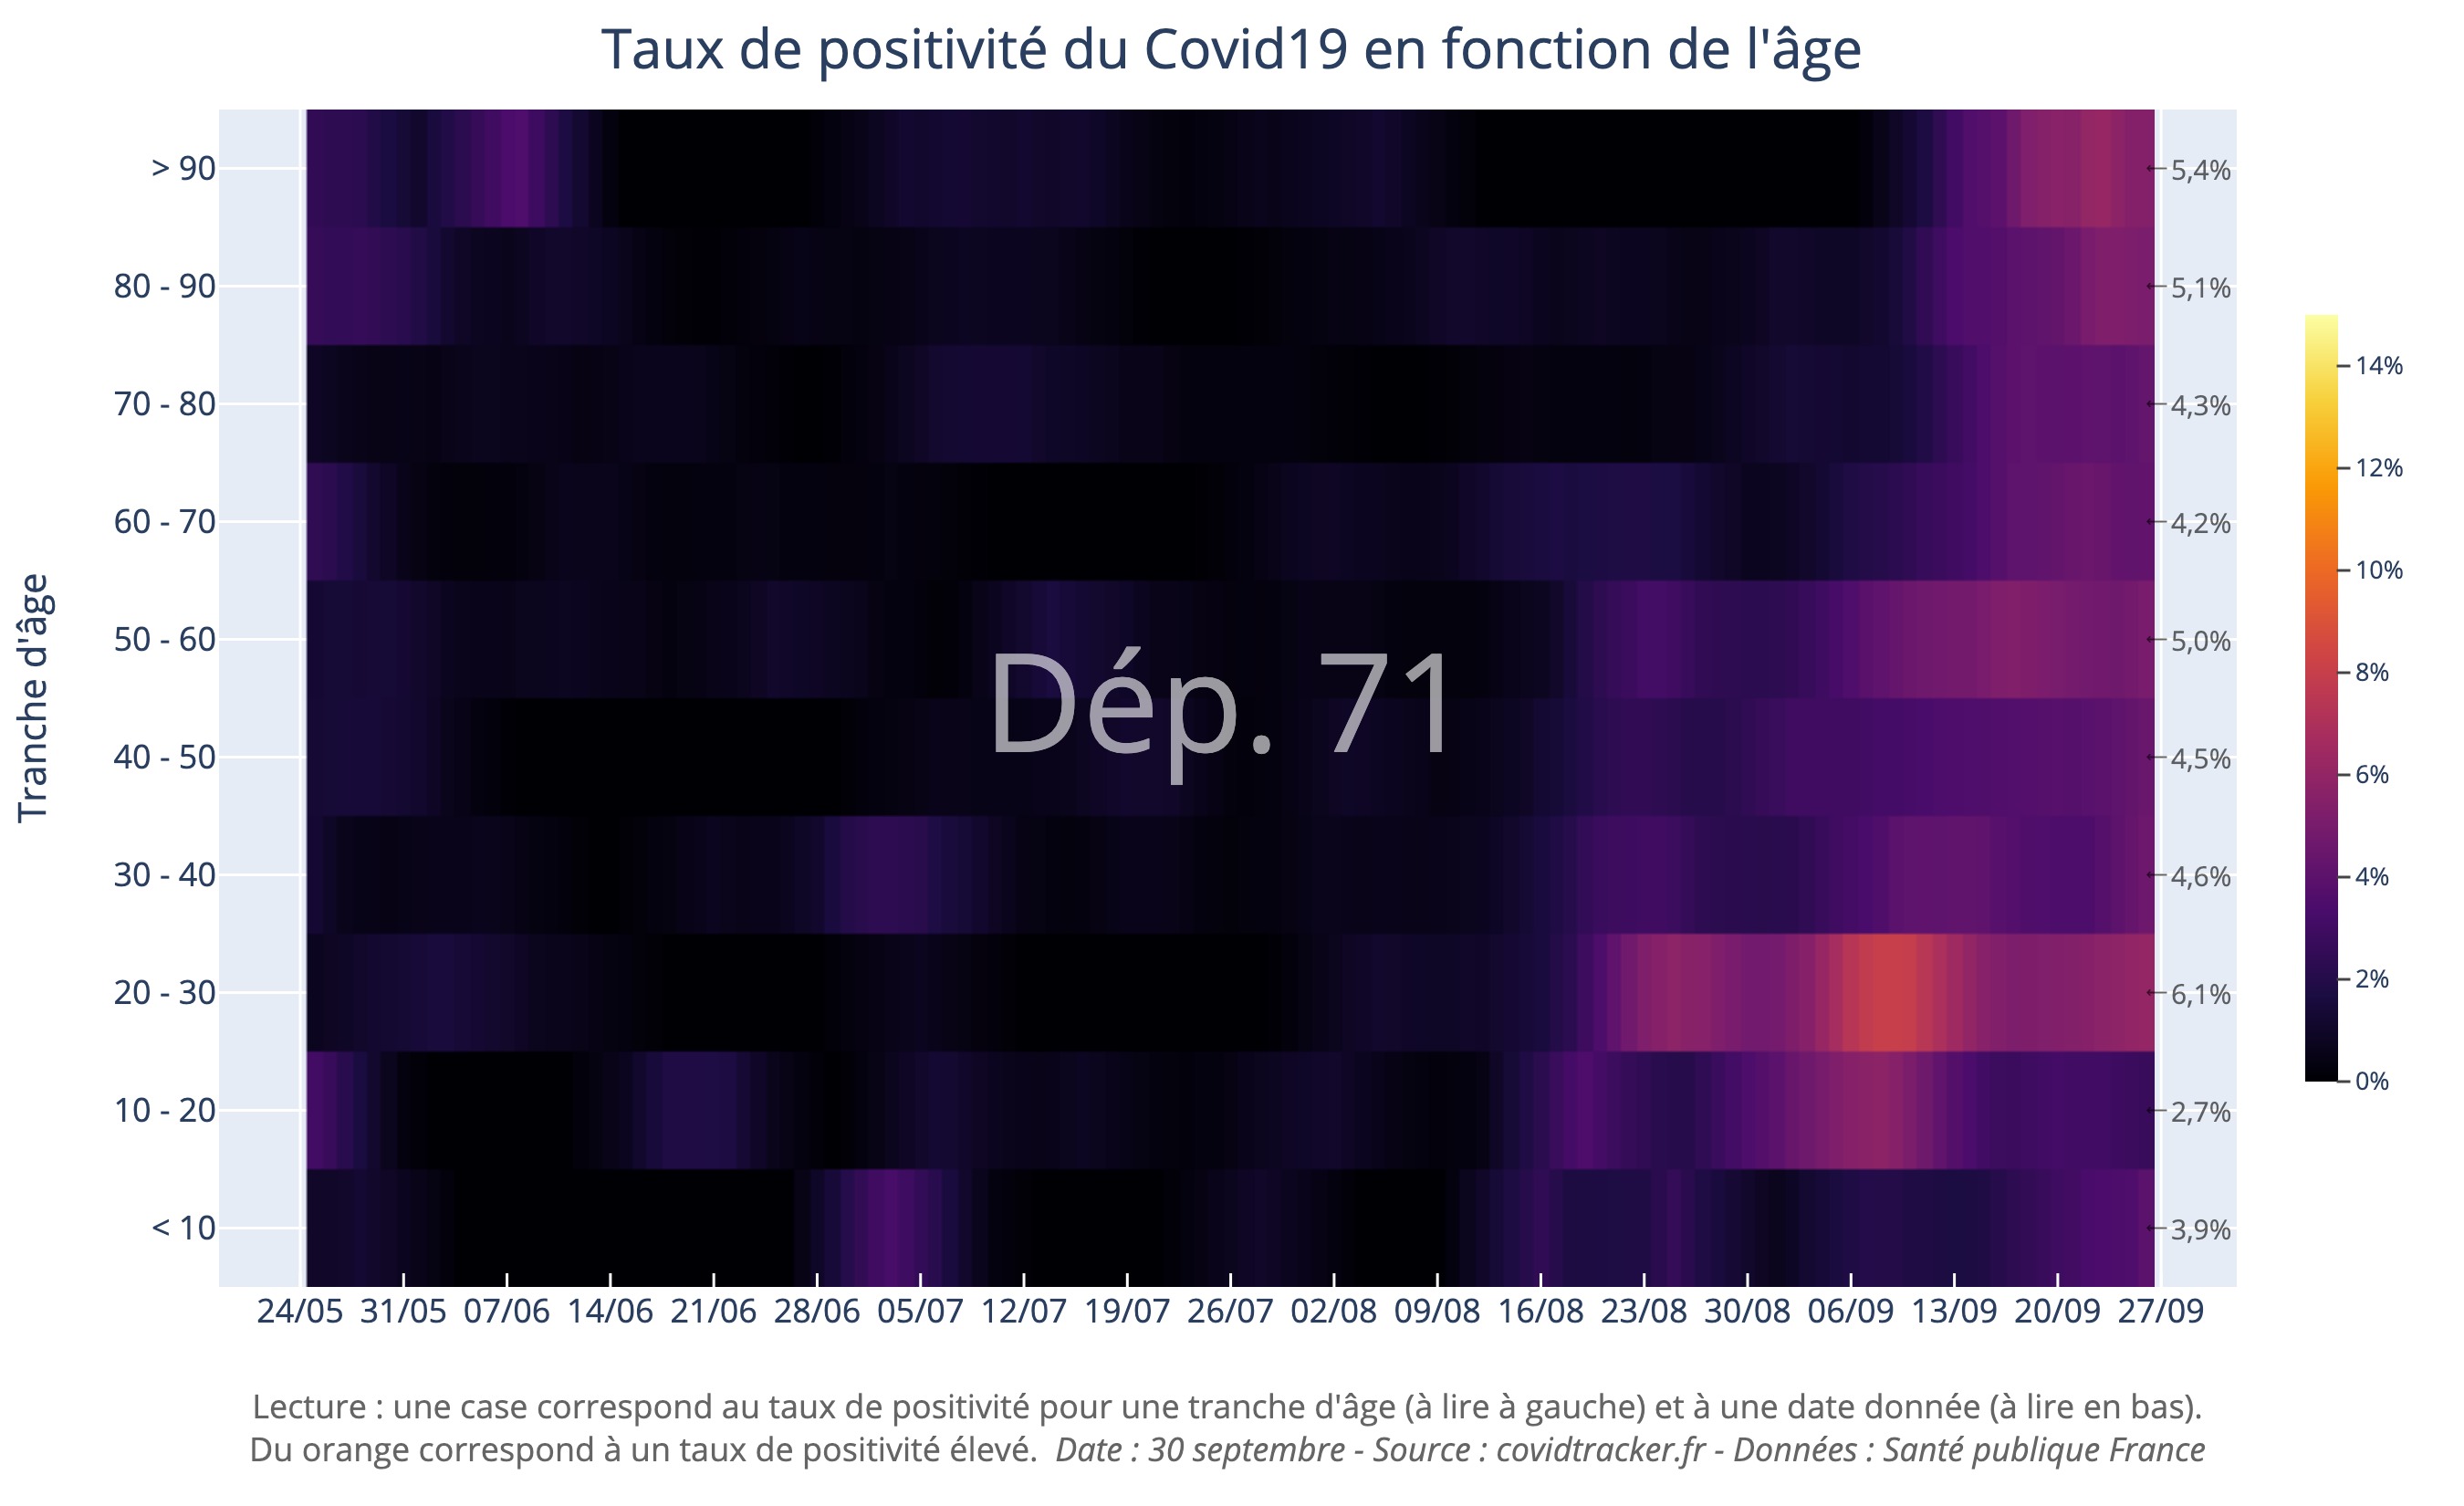 Taux de positivité du Covid19 en fonction de l'âge
Tranche d'âge
> 90
80 - 90
70 - 80
60 - 70
50 - 60
40 - 50
30 - 40
20 - 30
10 - 20
< 10
Dép. 71
5,4%
5,1%
4,3%
4,2%
5,0%
4,5%
4,6%
6,1%
2,7%
3,9%
14%
12%
10%
8%
6%
4%
2%
0%
24/05 31/05 07/06 14/06 21/06 28/06 05/07 12/07 19/07 26/07 02/08 09/08 16/08 23/08 30/08 06/09 13/09 20/09 27/09
Lecture : une case correspond au taux de positivité pour une tranche d'âge (à lire à gauche) et à une date donnée (à lire en bas).
Du orange correspond à un taux de positivité élevé. Date : 30 septembre - Source : covidtracker.fr - Données : Santé publique France